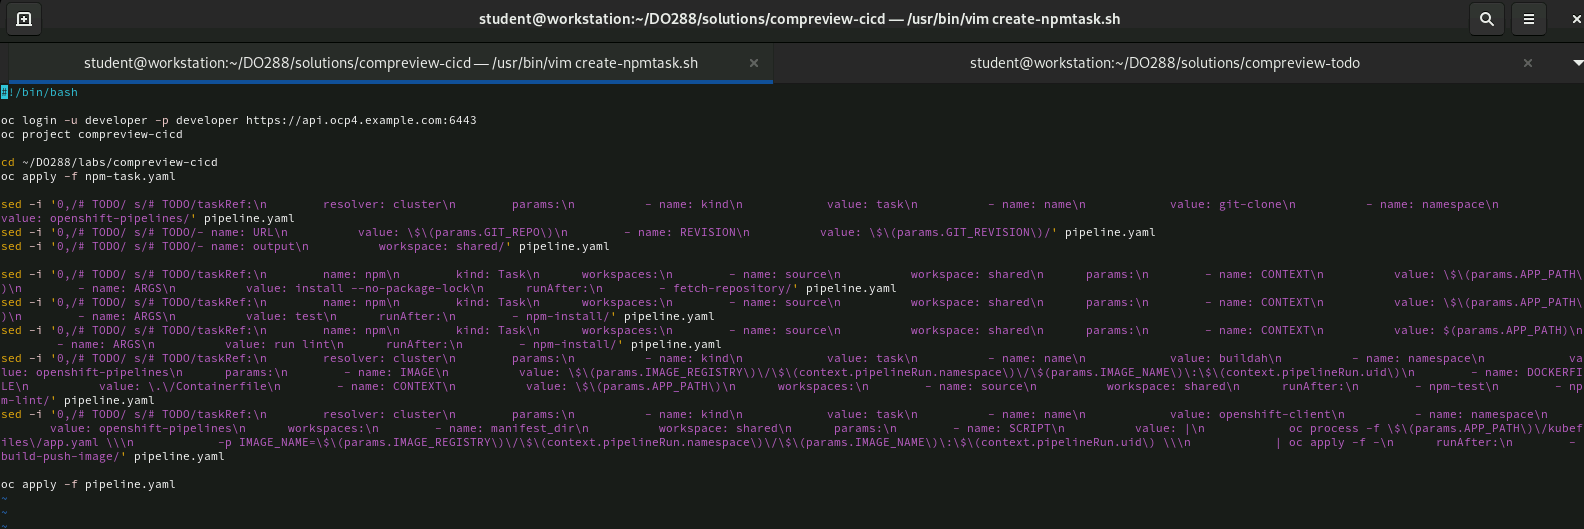 student@workstation:~/DO288/solutions/compreview-cicd — /usr/bin/vim create-npmtask.sh
student@workstation:~/DO288/solutions/compreview-cicd — /usr/bin/vim create-npmtask.sh
student@workstation:~/DO288/solutions/compreview-todo
#!/bin/bash
oc login -u developer -p developer https://api.ocp4.example.com:6443
oc project compreview-cicd
cd ~/DO288/labs/compreview-cicd
oc apply -f npm-task.yaml
sed -i '0,/# TODO/ s/# TODO/taskRef:\n        resolver: cluster\n        params:\n          - name: kind\n            value: task\n          - name: name\n            value: git-clone\n          - name: namespace\n
value: openshift-pipelines/' pipeline.yaml
sed -i '0,/# TODO/ s/# TODO/- name: URL\n          value: \$\(params.GIT_REPO\)\n        - name: REVISION\n          value: \$\(params.GIT_REVISION\)/' pipeline.yaml
sed -i '0,/# TODO/ s/# TODO/- name: output\n          workspace: shared/' pipeline.yaml
sed -i '0,/# TODO/ s/# TODO/taskRef:\n        name: npm\n        kind: Task\n      workspaces:\n        - name: source\n          workspace: shared\n      params:\n        - name: CONTEXT\n          value: \$\(params.APP_PATH\
)\n        - name: ARGS\n          value: install --no-package-lock\n      runAfter:\n        - fetch-repository/' pipeline.yaml
sed -i '0,/# TODO/ s/# TODO/taskRef:\n        name: npm\n        kind: Task\n      workspaces:\n        - name: source\n          workspace: shared\n      params:\n        - name: CONTEXT\n          value: \$\(params.APP_PATH\
)\n        - name: ARGS\n          value: test\n      runAfter:\n        - npm-install/' pipeline.yaml
sed -i '0,/# TODO/ s/# TODO/taskRef:\n        name: npm\n        kind: Task\n      workspaces:\n        - name: source\n          workspace: shared\n      params:\n        - name: CONTEXT\n          value: $(params.APP_PATH)\n
        - name: ARGS\n          value: run lint\n      runAfter:\n        - npm-install/' pipeline.yaml
sed -i '0,/# TODO/ s/# TODO/taskRef:\n        resolver: cluster\n        params:\n          - name: kind\n            value: task\n          - name: name\n            value: buildah\n          - name: namespace\n            va
lue: openshift-pipelines\n      params:\n        - name: IMAGE\n          value: \$\(params.IMAGE_REGISTRY\)\/\$\(context.pipelineRun.namespace\)\/\$(params.IMAGE_NAME\)\:\$\(context.pipelineRun.uid\)\n        - name: DOCKERFI
LE\n          value: \.\/Containerfile\n        - name: CONTEXT\n          value: \$\(params.APP_PATH\)\n      workspaces:\n        - name: source\n          workspace: shared\n      runAfter:\n        - npm-test\n        - np
m-lint/' pipeline.yaml
sed -i '0,/# TODO/ s/# TODO/taskRef:\n        resolver: cluster\n        params:\n          - name: kind\n            value: task\n          - name: name\n            value: openshift-client\n          - name: namespace\n
       value: openshift-pipelines\n      workspaces:\n        - name: manifest_dir\n          workspace: shared\n      params:\n        - name: SCRIPT\n          value: |\n            oc process -f \$\(params.APP_PATH\)\/kubef
iles\/app.yaml \\\n              -p IMAGE_NAME=\$\(params.IMAGE_REGISTRY\)\/\$\(context.pipelineRun.namespace\)\/\$\(params.IMAGE_NAME\)\:\$\(context.pipelineRun.uid\) \\\n            | oc apply -f -\n      runAfter:\n        -
build-push-image/' pipeline.yaml
oc apply -f pipeline.yaml
~
~
~